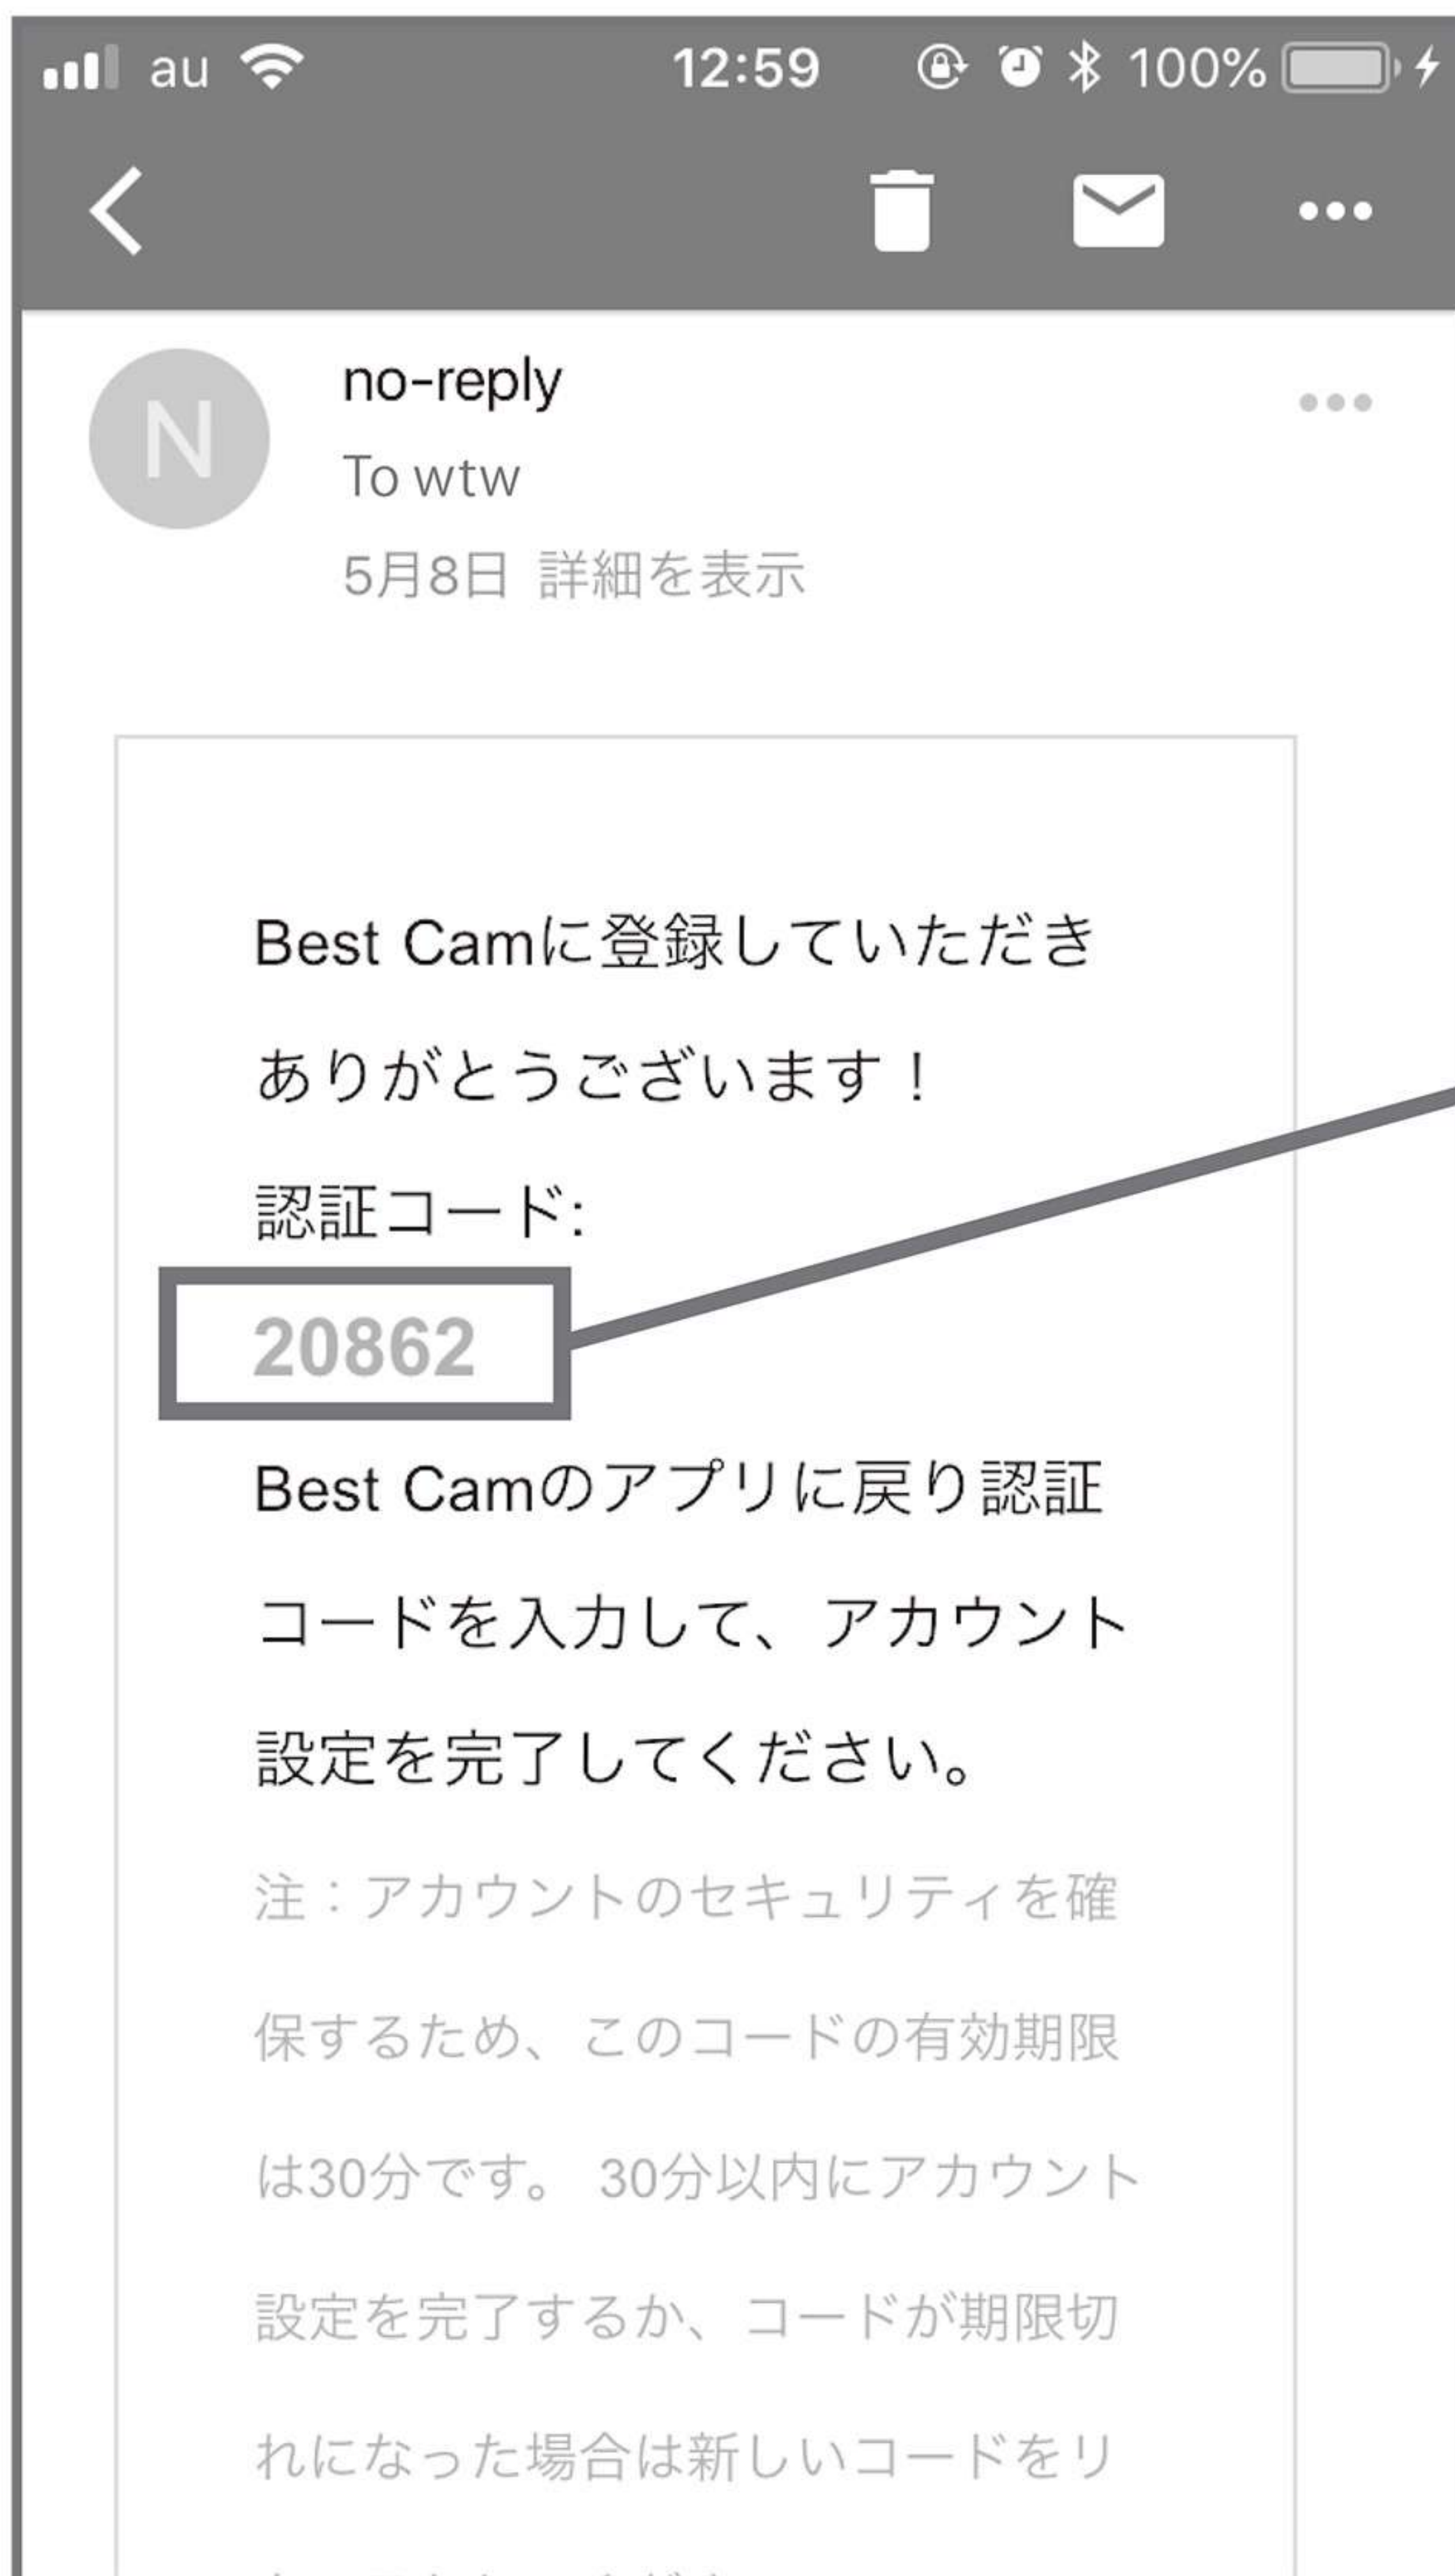 au 12:59 100%
N
no-reply
To wtw
5月8日 詳細を表示
Best Camに登録していただき
ありがとうございます！
認証コード:
20862
Best Camのアプリに戻り認証
コードを入力して、アカウント
設定を完了してください。
注：アカウントのセキュリティを確
保するため、このコードの有効期限
は30分です。 30分以内にアカウント
設定を完了するか、コードが期限切
れになった場合は新しいコードをリ